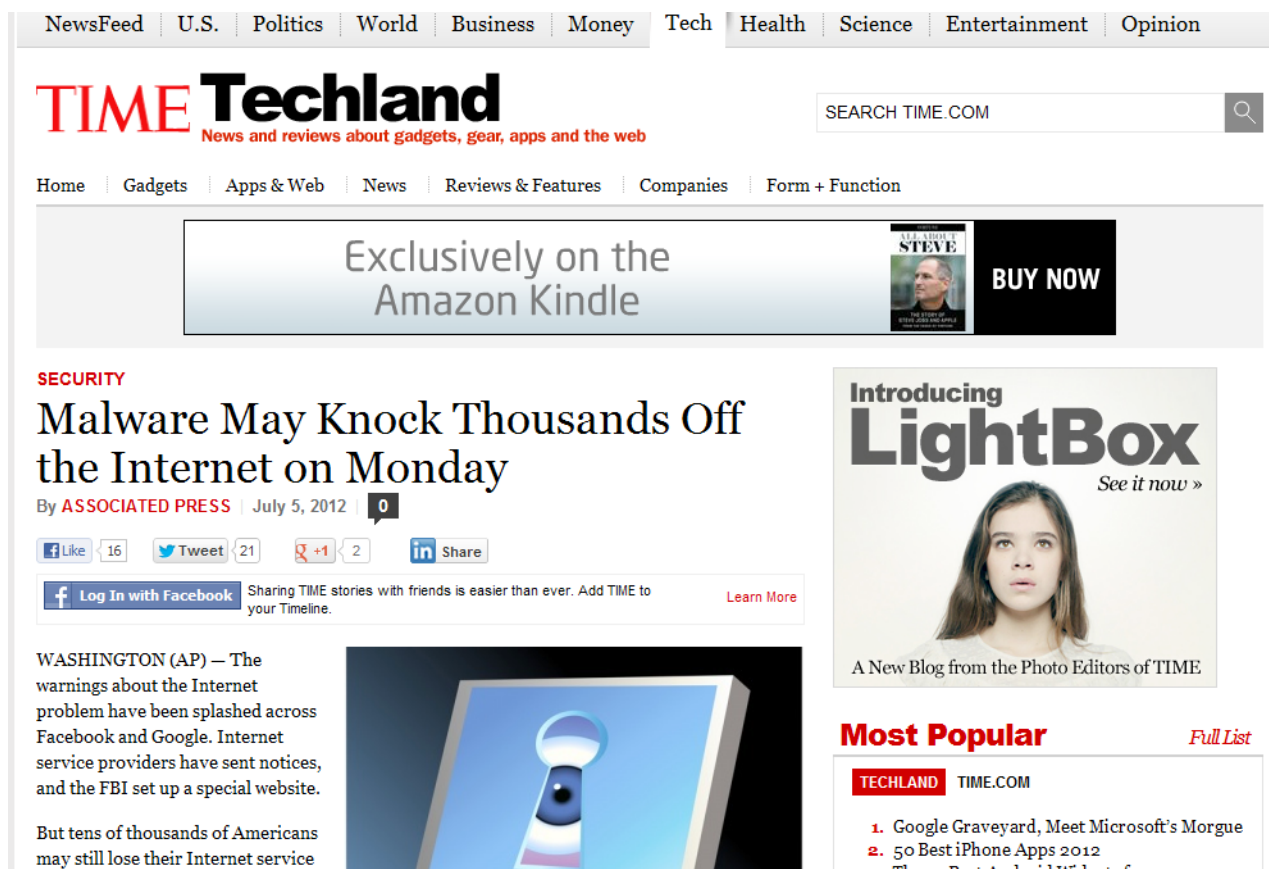 NewsFeed U.S. Politics World Business Money Tech Health Science Entertainment Opinion
TIME Techland
News and reviews about gadgets, gear, apps and the web
SEARCH TIME.COM
Home Gadgets Apps & Web News Reviews & Features Companies Form + Function
Exclusively on the
Amazon Kindle
ALL ABOUT
STEVE
THE STORY OF
STEVE JOBS AND APPLE
BUY NOW
SECURITY
Malware May Knock Thousands Off
the Internet on Monday
By ASSOCIATED PRESS July 5, 2012 0
Like 16 Tweet 21 +1 2 in Share
f Log In with Facebook
Sharing TIME stories with friends is easier than ever. Add TIME to
your Timeline.
Learn More
WASHINGTON (AP) — The
warnings about the Internet
problem have been splashed across
Facebook and Google. Internet
service providers have sent notices,
and the FBI set up a special website.
But tens of thousands of Americans
may still lose their Internet service
Introducing
LightBox
See it now »
A New Blog from the Photo Editors of TIME
Most Popular Full List
TECHLAND TIME.COM
1. Google Graveyard, Meet Microsoft's Morgue
2. 50 Best iPhone Apps 2012